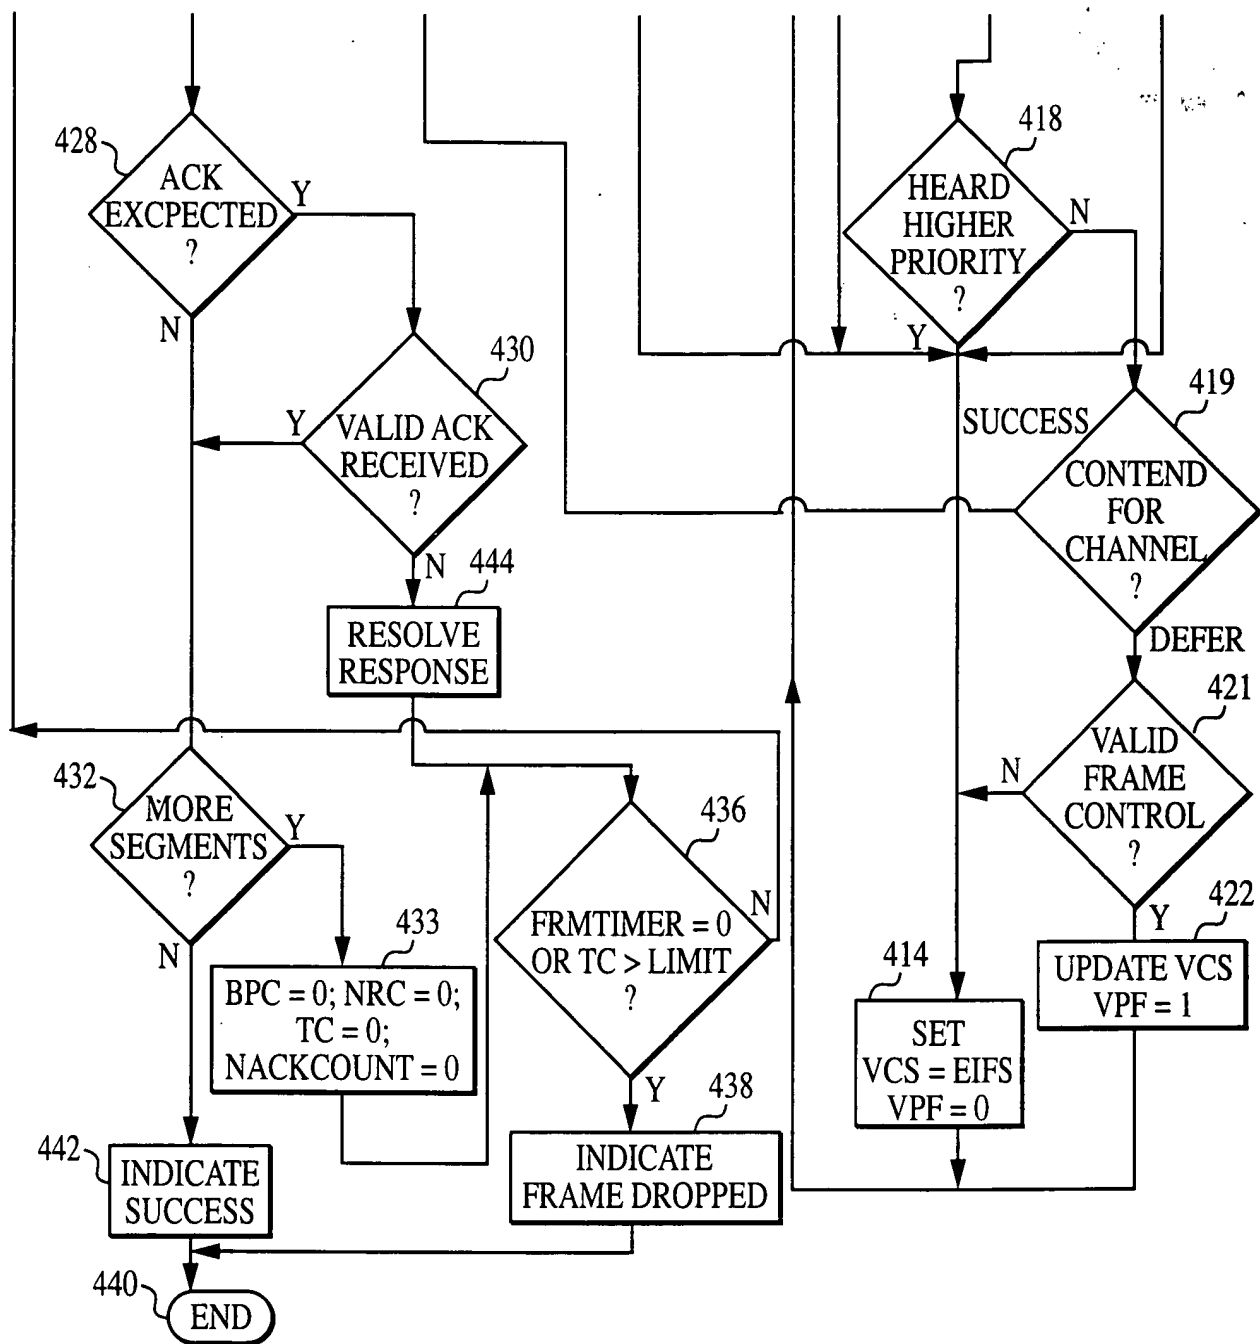 428
ACK
EXCPECTED
?
Y
N
418
HEARD
HIGHER
PRIORITY
?
N
Y
430
VALID ACK
RECEIVED
?
Y
N
419
SUCCESS
CONTEND
FOR
CHANNEL
?
DEFER
444
RESOLVE
RESPONSE
421
VALID
FRAME
CONTROL
?
N
Y
432
MORE
SEGMENTS
?
Y
N
436
FRMTIMER = 0
OR TC > LIMIT
?
N
Y
433
BPC = 0; NRC = 0;
TC = 0;
NACKCOUNT = 0
422
UPDATE VCS
VPF = 1
414
SET
VCS = EIFS
VPF = 0
438
INDICATE
FRAME DROPPED
442
INDICATE
SUCCESS
440
END